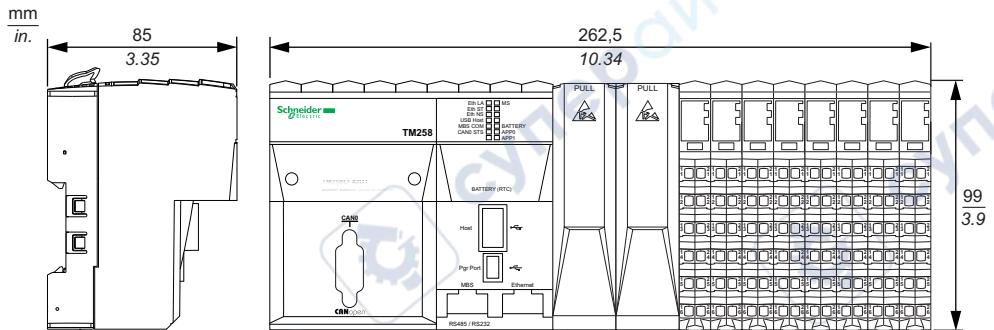 mm
in.
85
3.35
262,5
10.34
Schneider
Electric
TM258
Eth LA MS
Eth ST
Eth NS
USB Host
MBS COM BATTERY
CAN0 STS APP0
APP1
PULL
PULL
BATTERY (RTC)
CAN0
Host
Pgr Port
MBS Ethernet
CANopen
RS485 / RS232
99
3.9
супер